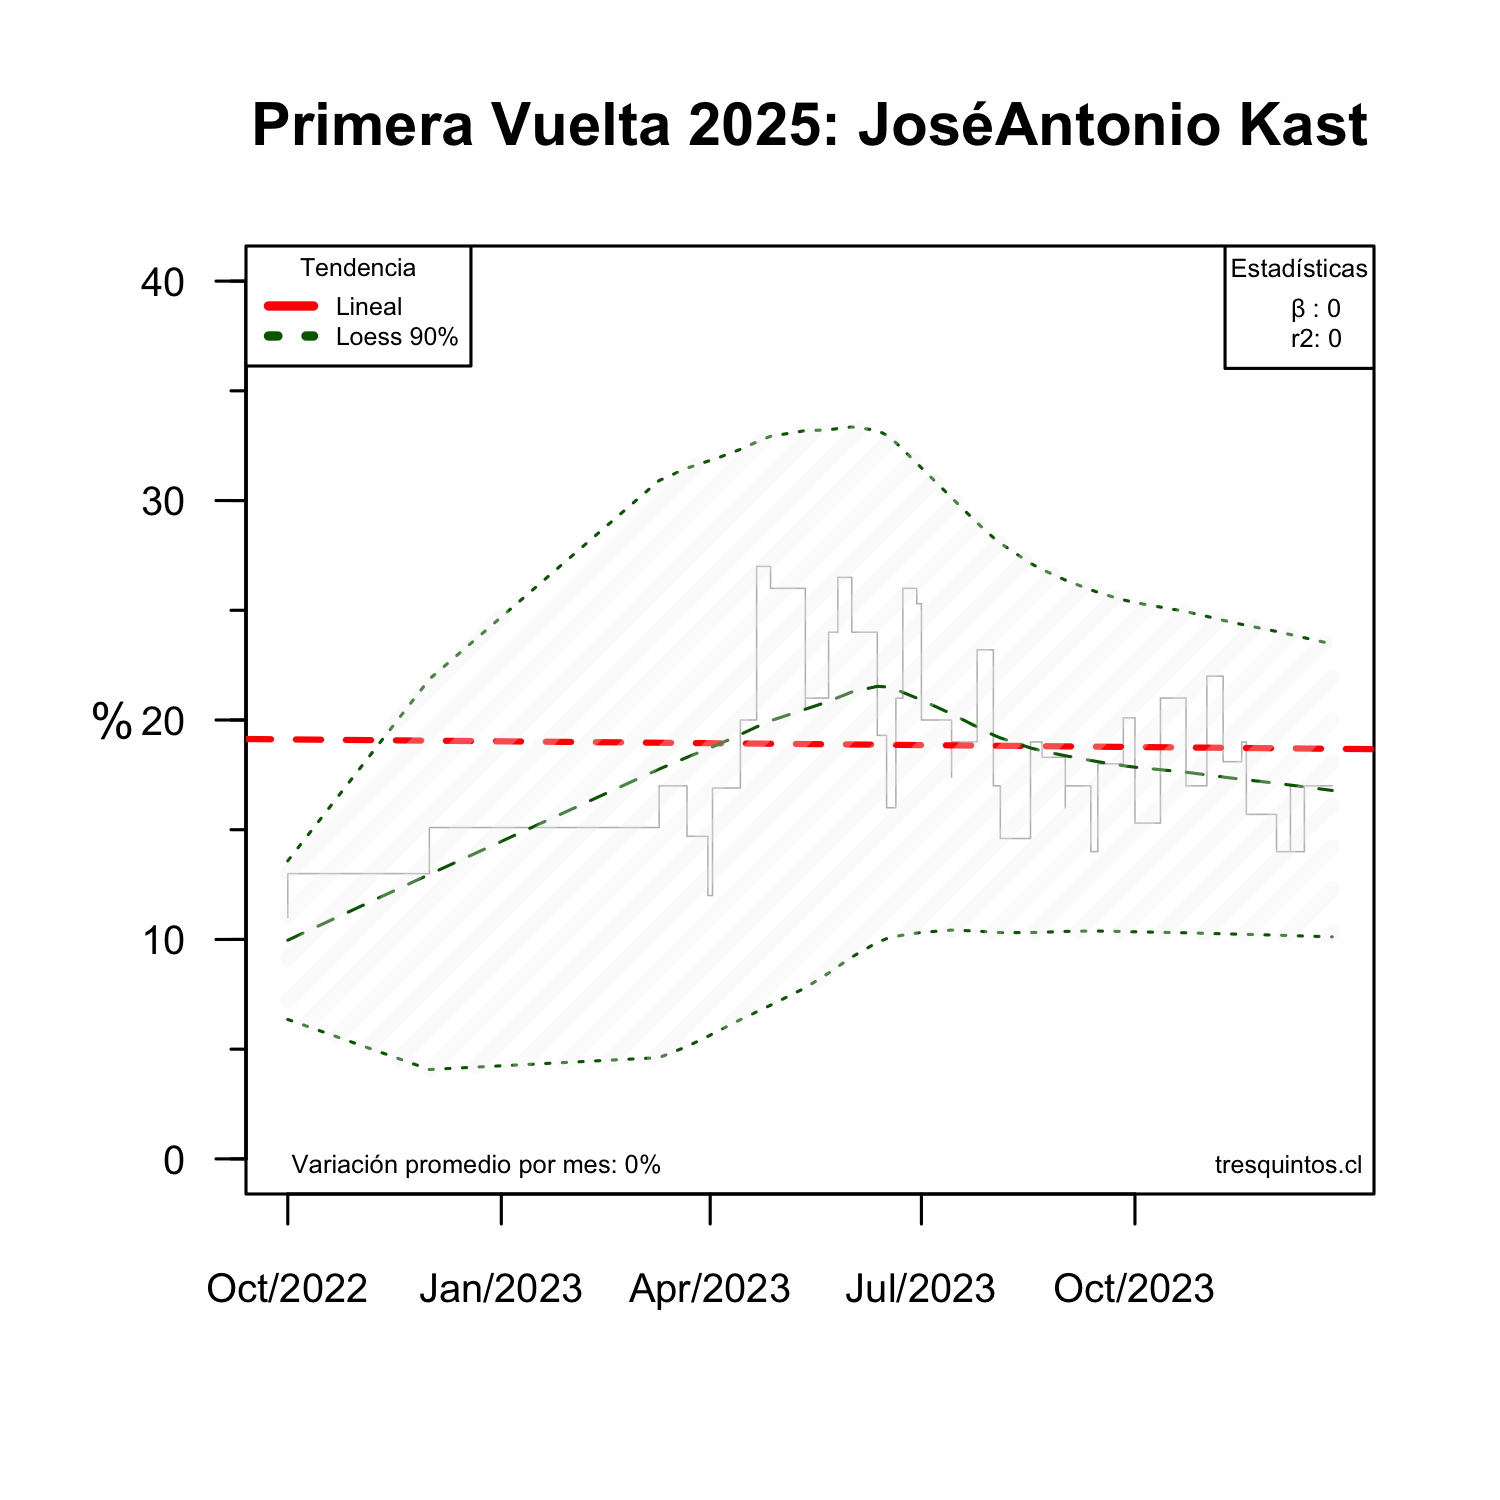 Primera Vuelta 2025: JoséAntonio Kast
Tendencia
Lineal
Loess 90%
Estadísticas
β : 0
r2: 0
40
30
%
20
10
0
Variación promedio por mes: 0%
tresquintos.cl
Oct/2022
Jan/2023
Apr/2023
Jul/2023
Oct/2023